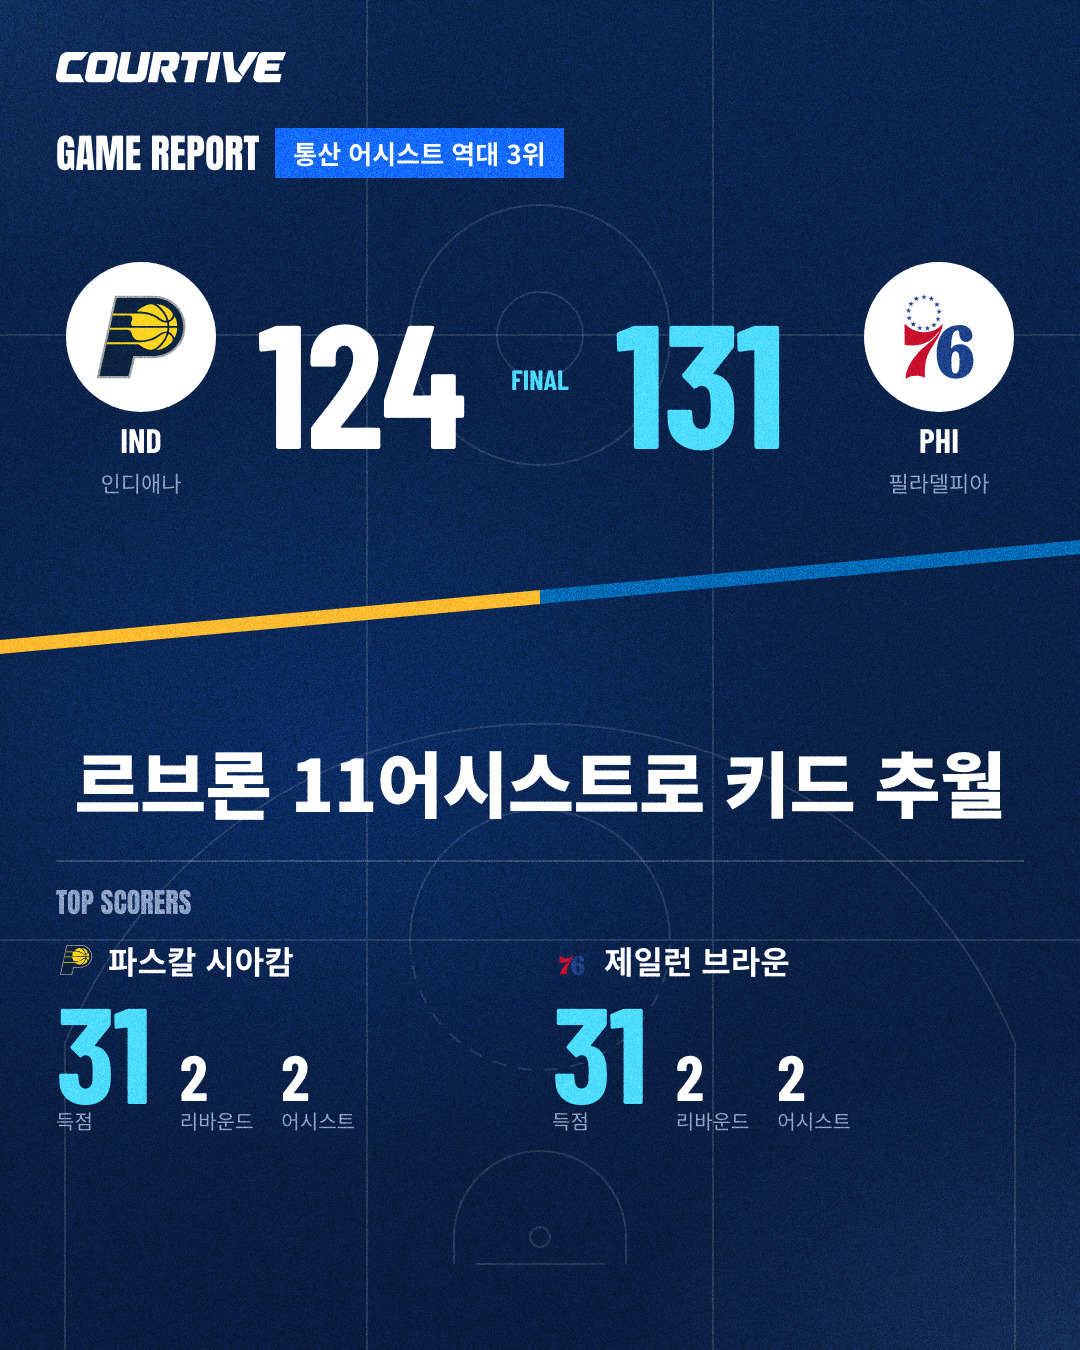 COURTIVE
GAME REPORT 통산 어시스트 역대 3위
124 FINAL 131
76
IND PHI
인디애나 필라델피아
르브론 11어시스트로 키드 추월
TOP SCORERS
파스칼 시아캄 76 제일런 브라운
31 2 2 31 2 2
득점 리바운드 어시스트 득점 리바운드 어시스트